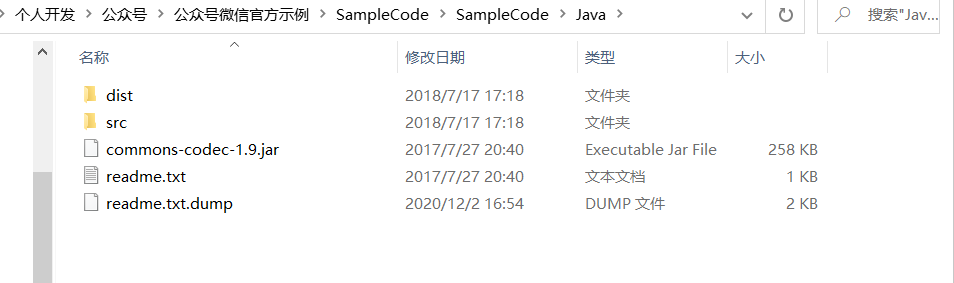 个人开发 公众号 公众号微信官方示例 SampleCode SampleCode Java 搜索"Jav...
名称 修改日期 类型 大小
dist 2018/7/17 17:18 文件夹
src 2018/7/17 17:18 文件夹
commons-codec-1.9.jar 2017/7/27 20:40 Executable Jar File 258 KB
readme.txt 2017/7/27 20:40 文本文档 1 KB
readme.txt.dump 2020/12/2 16:54 DUMP 文件 2 KB